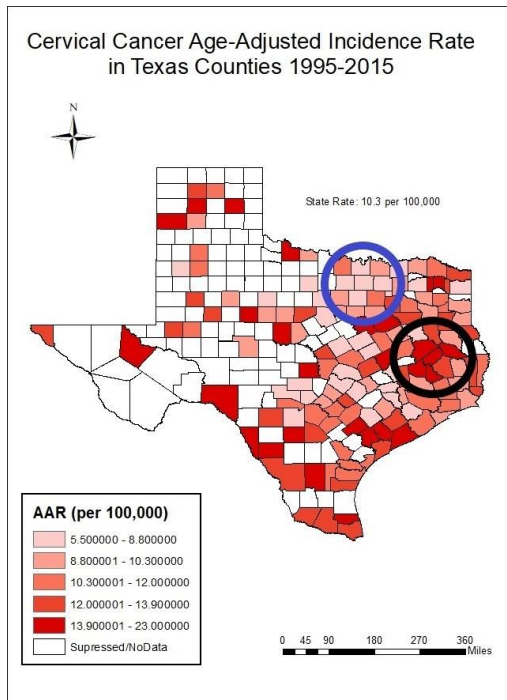 Cervical Cancer Age-Adjusted Incidence Rate
in Texas Counties 1995-2015
N
State Rate: 10.3 per 100,000
AAR (per 100,000)
5.500000 - 8.800000
8.800001 - 10.300000
10.300001 - 12.000000
12.000001 - 13.900000
13.900001 - 23.000000
Supressed/NoData
0 45 90 180 270 360
Miles